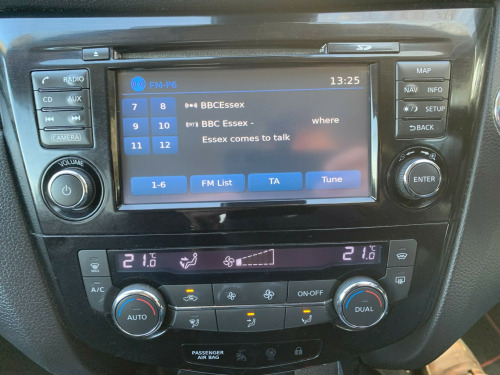 SD
RADIO
CD AUX
CAMERA
VOLUME
FM-P6
13:25
7 8
BBCEssex
9 10
BBC Essex - where
11 12
Essex comes to talk
1-6 FM List TA Tune
MAP
NAV INFO
SETUP
BACK
ENTER
21.0 °C
21.0 °C
A/C
AUTO
ON·OFF
DUAL
PASSENGER
AIR BAG